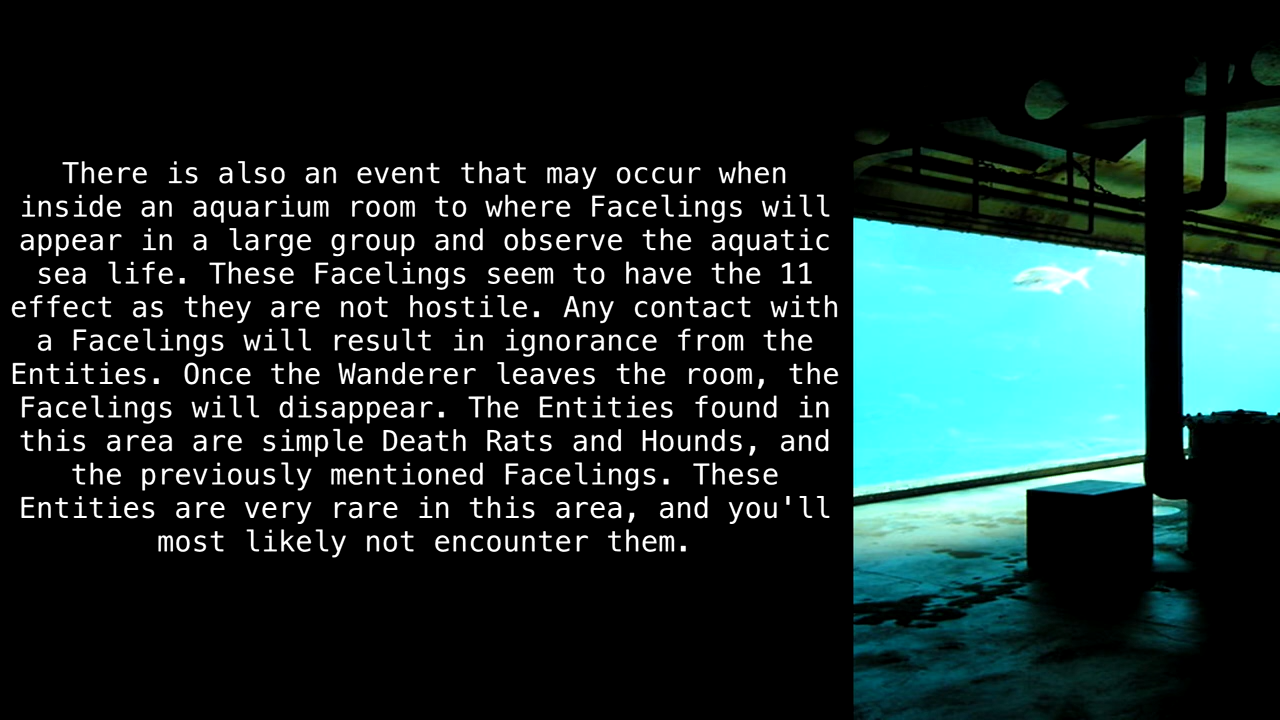 There is also an event that may occur when
inside an aquarium room to where Facelings will
appear in a large group and observe the aquatic
sea life. These Facelings seem to have the 11
effect as they are not hostile. Any contact with
a Facelings will result in ignorance from the
Entities. Once the Wanderer leaves the room, the
Facelings will disappear. The Entities found in
this area are simple Death Rats and Hounds, and
the previously mentioned Facelings. These
Entities are very rare in this area, and you'll
most likely not encounter them.